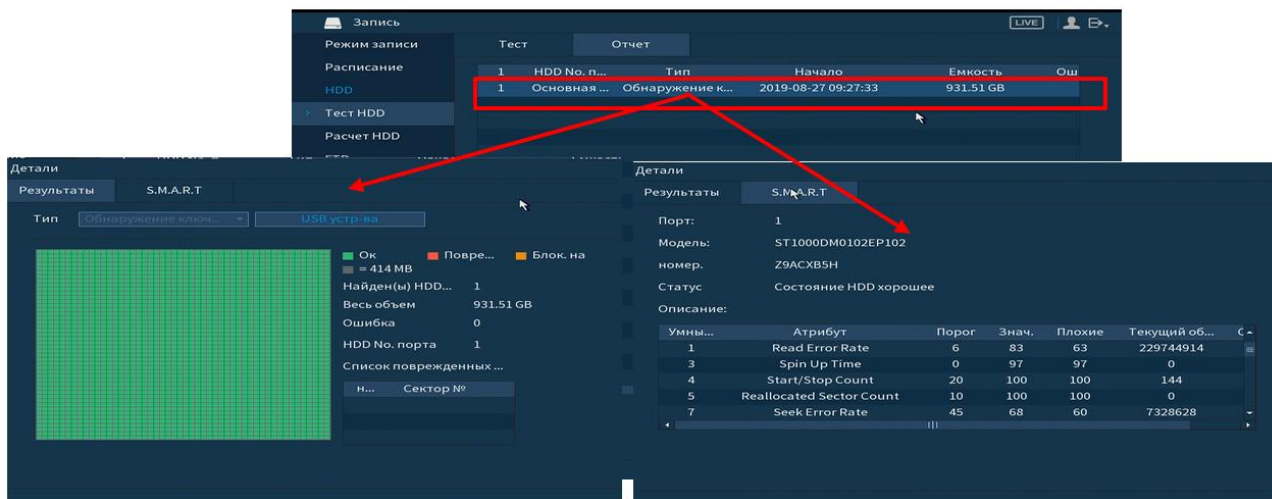 Запись LIVE
Режим записи
Расписание
HDD
Тест HDD
Расчет HDD
Тест Отчет
1 HDD No. п... Тип Начало Емкость Ош
1 Основная ... Обнаружение к... 2019-08-27 09:27:33 931.51 GB
Детали
Результаты S.M.A.R.T
Тип Обнаружение ключ... USB устр-ва
Ок Повре... Блок. на
= 414 MB
Найден(ы) HDD... 1
Весь объем 931.51 GB
Ошибка 0
HDD No. порта 1
Список поврежденных ...
н... Сектор №
Детали
Результаты S.M.A.R.T
Порт: 1
Модель: ST1000DM0102EP102
номер. Z9ACXB5H
Статус Состояние HDD хорошее
Описание:
Умны... Атрибут Порог Знач. Плохие Текущий об...
1 Read Error Rate 6 83 63 229744914
3 Spin Up Time 0 97 97 0
4 Start/Stop Count 20 100 100 144
5 Reallocated Sector Count 10 100 100 0
7 Seek Error Rate 45 68 60 7328628